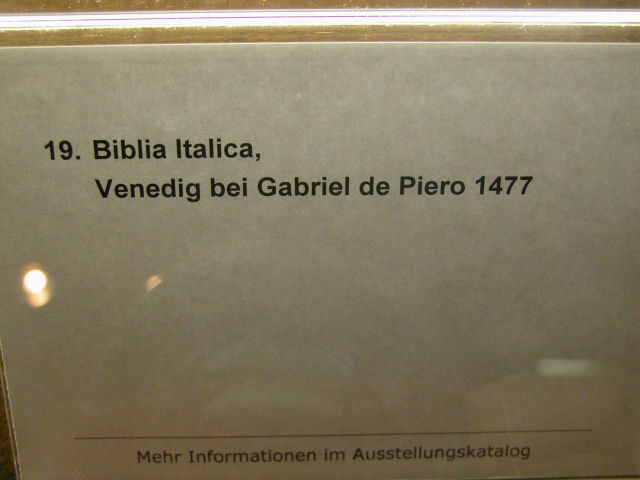 19. Biblia Italica,
Venedig bei Gabriel de Piero 1477
Mehr Informationen im Ausstellungskatalog